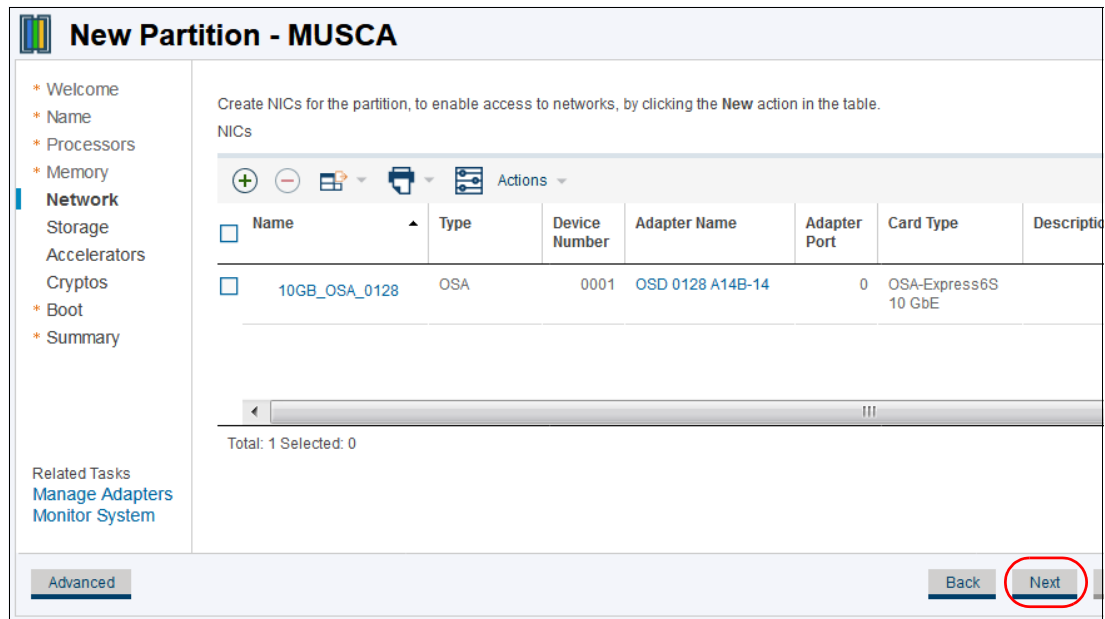 New Partition - MUSCA
* Welcome
* Name
* Processors
* Memory
Network
Storage
Accelerators
Cryptos
* Boot
* Summary
Related Tasks
Manage Adapters
Monitor System
Create NICs for the partition, to enable access to networks, by clicking the New action in the table.
NICs
Actions
Name Type Device Number Adapter Name Adapter Port Card Type Descriptio
10GB_OSA_0128 OSA 0001 OSD 0128 A14B-14 0 OSA-Express6S 10 GbE
Total: 1 Selected: 0
Advanced Back Next